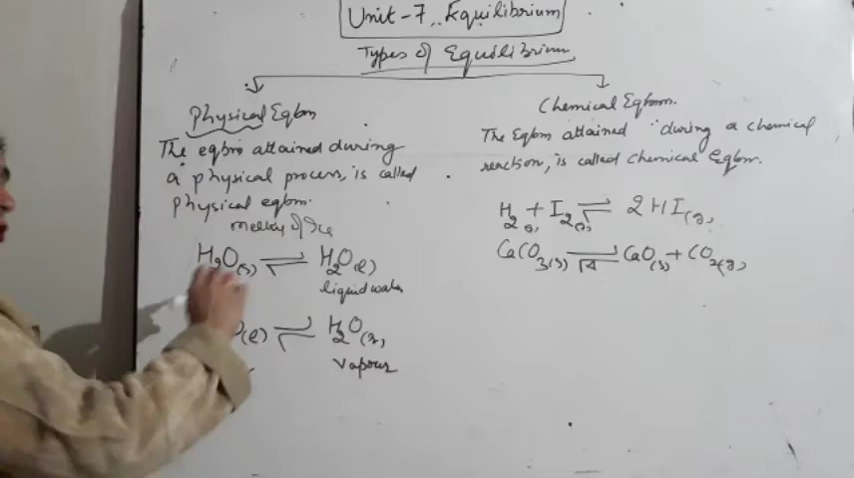 Unit-7, Equilibrium
Types of Equilibrium
Physical Eqbm
The eqbm attained during
a physical process, is called
physical eqbm.
melting of Ice
H2O(s) ⇌ H2O(l)
liquid water
O(l) ⇌ H2O(g)
vapour
Chemical Eqbm.
The Eqbm attained during a chemical
reaction, is called chemical eqbm.
H2(g) + I2(g) ⇌ 2HI(g)
CaCO3(s) ⇌ CaO(s) + CO2(g)